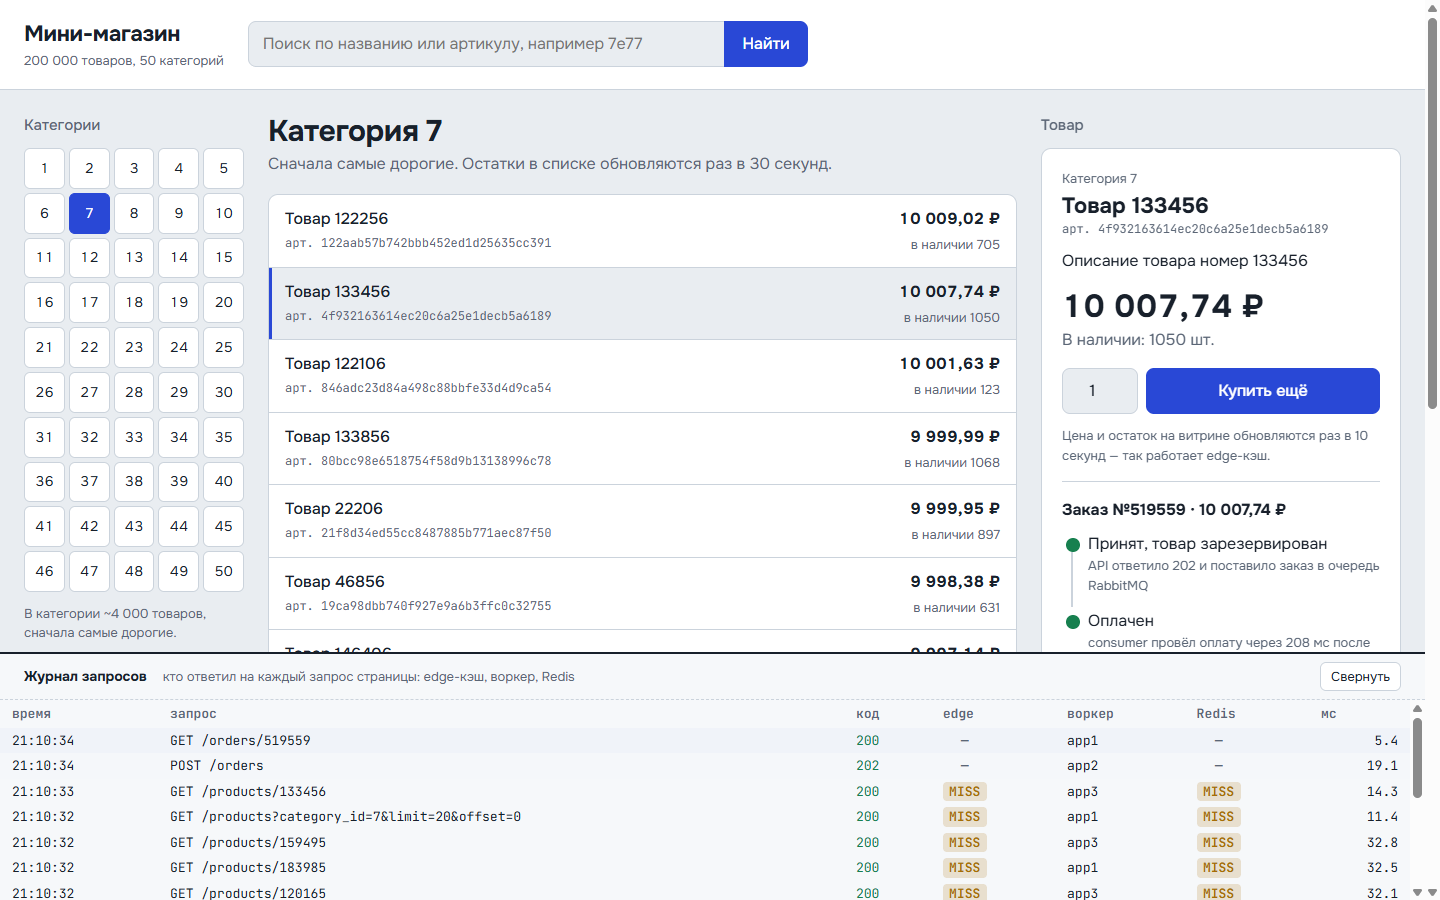 Мини-магазин
200 000 товаров, 50 категорий
Поиск по названию или артикулу, например 7e77
Найти
Категории
1 2 3 4 5
6 7 8 9 10
11 12 13 14 15
16 17 18 19 20
21 22 23 24 25
26 27 28 29 30
31 32 33 34 35
36 37 38 39 40
41 42 43 44 45
46 47 48 49 50
В категории ~4 000 товаров,
сначала самые дорогие.
Категория 7
Сначала самые дорогие. Остатки в списке обновляются раз в 30 секунд.
Товар 122256 10 009,02 ₽
арт. 122aab57b742bbb452ed1d25635cc391 в наличии 705
Товар 133456 10 007,74 ₽
арт. 4f932163614ec20c6a25e1decb5a6189 в наличии 1050
Товар 122106 10 001,63 ₽
арт. 846adc23d84a498c88bbfe33d4d9ca54 в наличии 123
Товар 133856 9 999,99 ₽
арт. 80bcc98e6518754f58d9b13138996c78 в наличии 1068
Товар 22206 9 999,95 ₽
арт. 21f8d34ed55cc8487885b771aec87f50 в наличии 897
Товар 46856 9 998,38 ₽
арт. 19ca98dbb740f927e9a6b3ffc0c32755 в наличии 631
Товар
Категория 7
Товар 133456
арт. 4f932163614ec20c6a25e1decb5a6189
Описание товара номер 133456
10 007,74 ₽
В наличии: 1050 шт.
1 Купить ещё
Цена и остаток на витрине обновляются раз в 10
секунд — так работает edge-кэш.
Заказ №519559 · 10 007,74 ₽
Принят, товар зарезервирован
API ответило 202 и поставило заказ в очередь
RabbitMQ
Оплачен
consumer провёл оплату через 208 мс после
Журнал запросов кто ответил на каждый запрос страницы: edge-кэш, воркер, Redis Свернуть
время запрос код edge воркер Redis мс
21:10:34 GET /orders/519559 200 — app1 — 5.4
21:10:34 POST /orders 202 — app2 — 19.1
21:10:33 GET /products/133456 200 MISS app3 MISS 14.3
21:10:32 GET /products?category_id=7&limit=20&offset=0 200 MISS app1 MISS 11.4
21:10:32 GET /products/159495 200 MISS app3 MISS 32.8
21:10:32 GET /products/183985 200 MISS app1 MISS 32.5
21:10:32 GET /products/120165 200 MISS app3 MISS 32.1